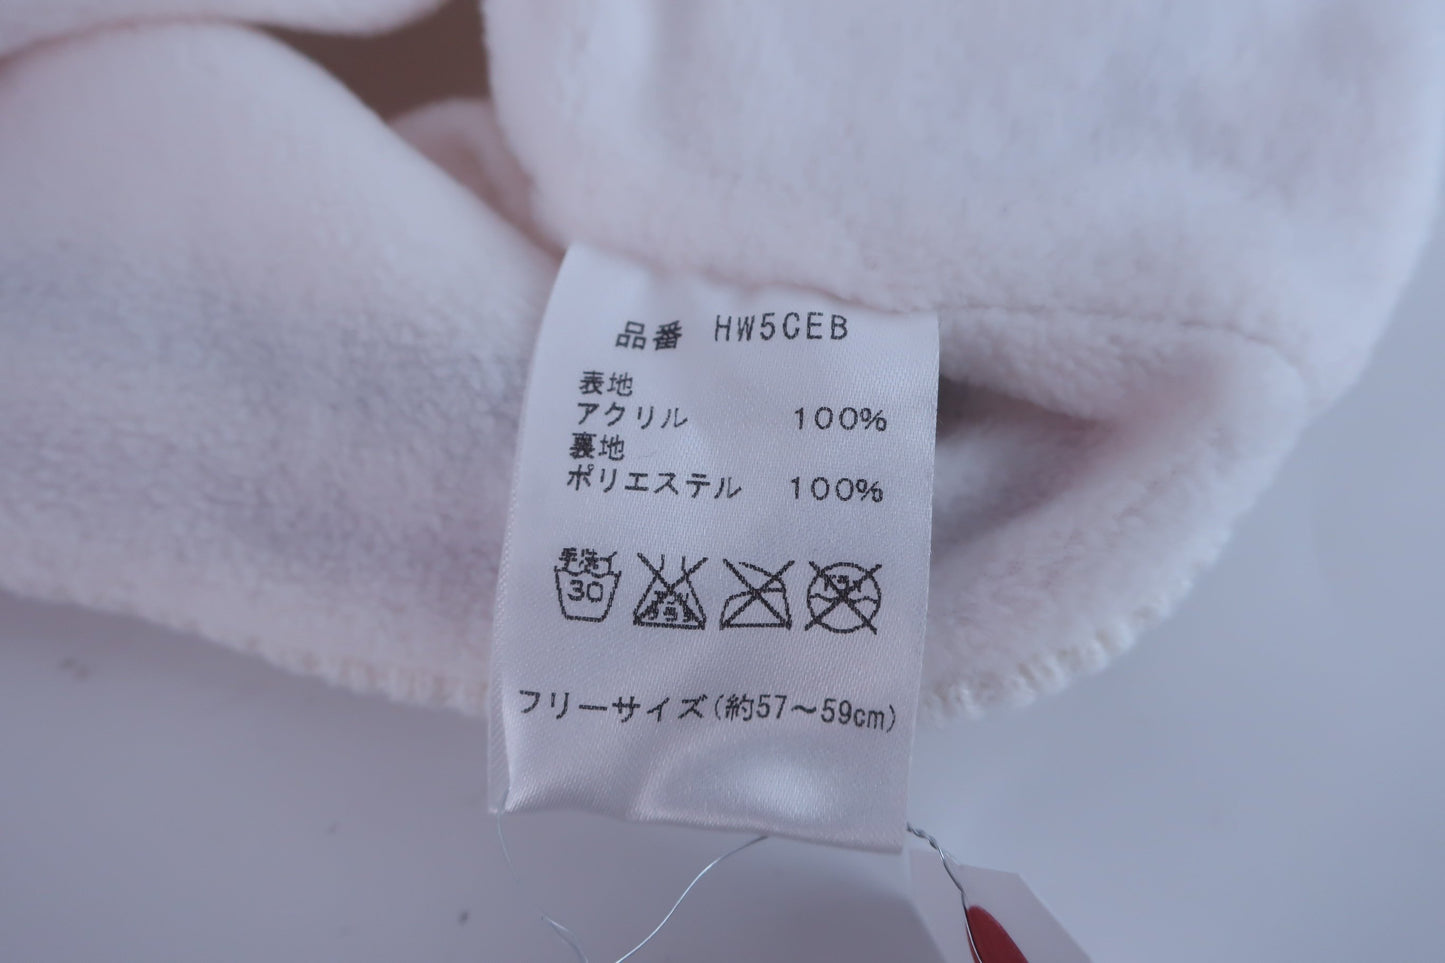 品番 HW5CEB
表地
アクリル 100%
裏地
ポリエステル 100%
手洗イ
30
フリーサイズ(約57～59cm)